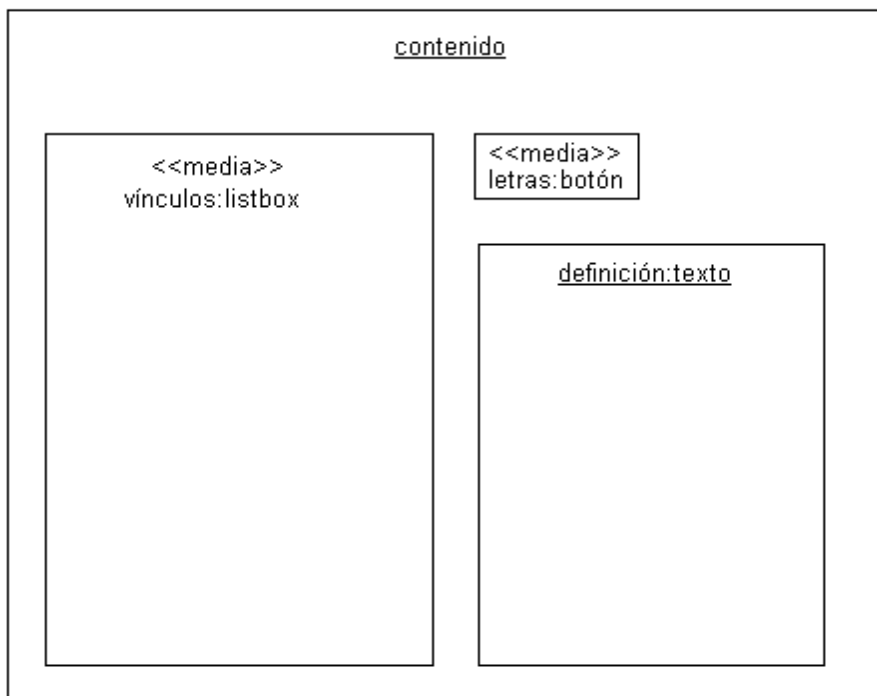 contenido
<<media>>
vínculos:listbox
<<media>>
letras:botón
definición:texto